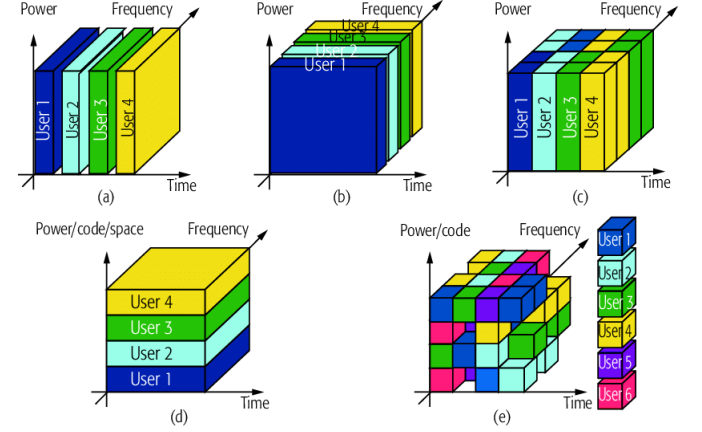 Power
Frequency
User 1
User 2
User 3
User 4
Time
(a)
Power
Frequency
User 4
User 3
User 2
User 1
Time
(b)
Power
Frequency
User 1
User 2
User 3
User 4
Time
(c)
Power/code/space
Frequency
User 4
User 3
User 2
User 1
Time
(d)
Power/code
Frequency
Time
(e)
User 1
User 2
User 3
User 4
User 5
User 6